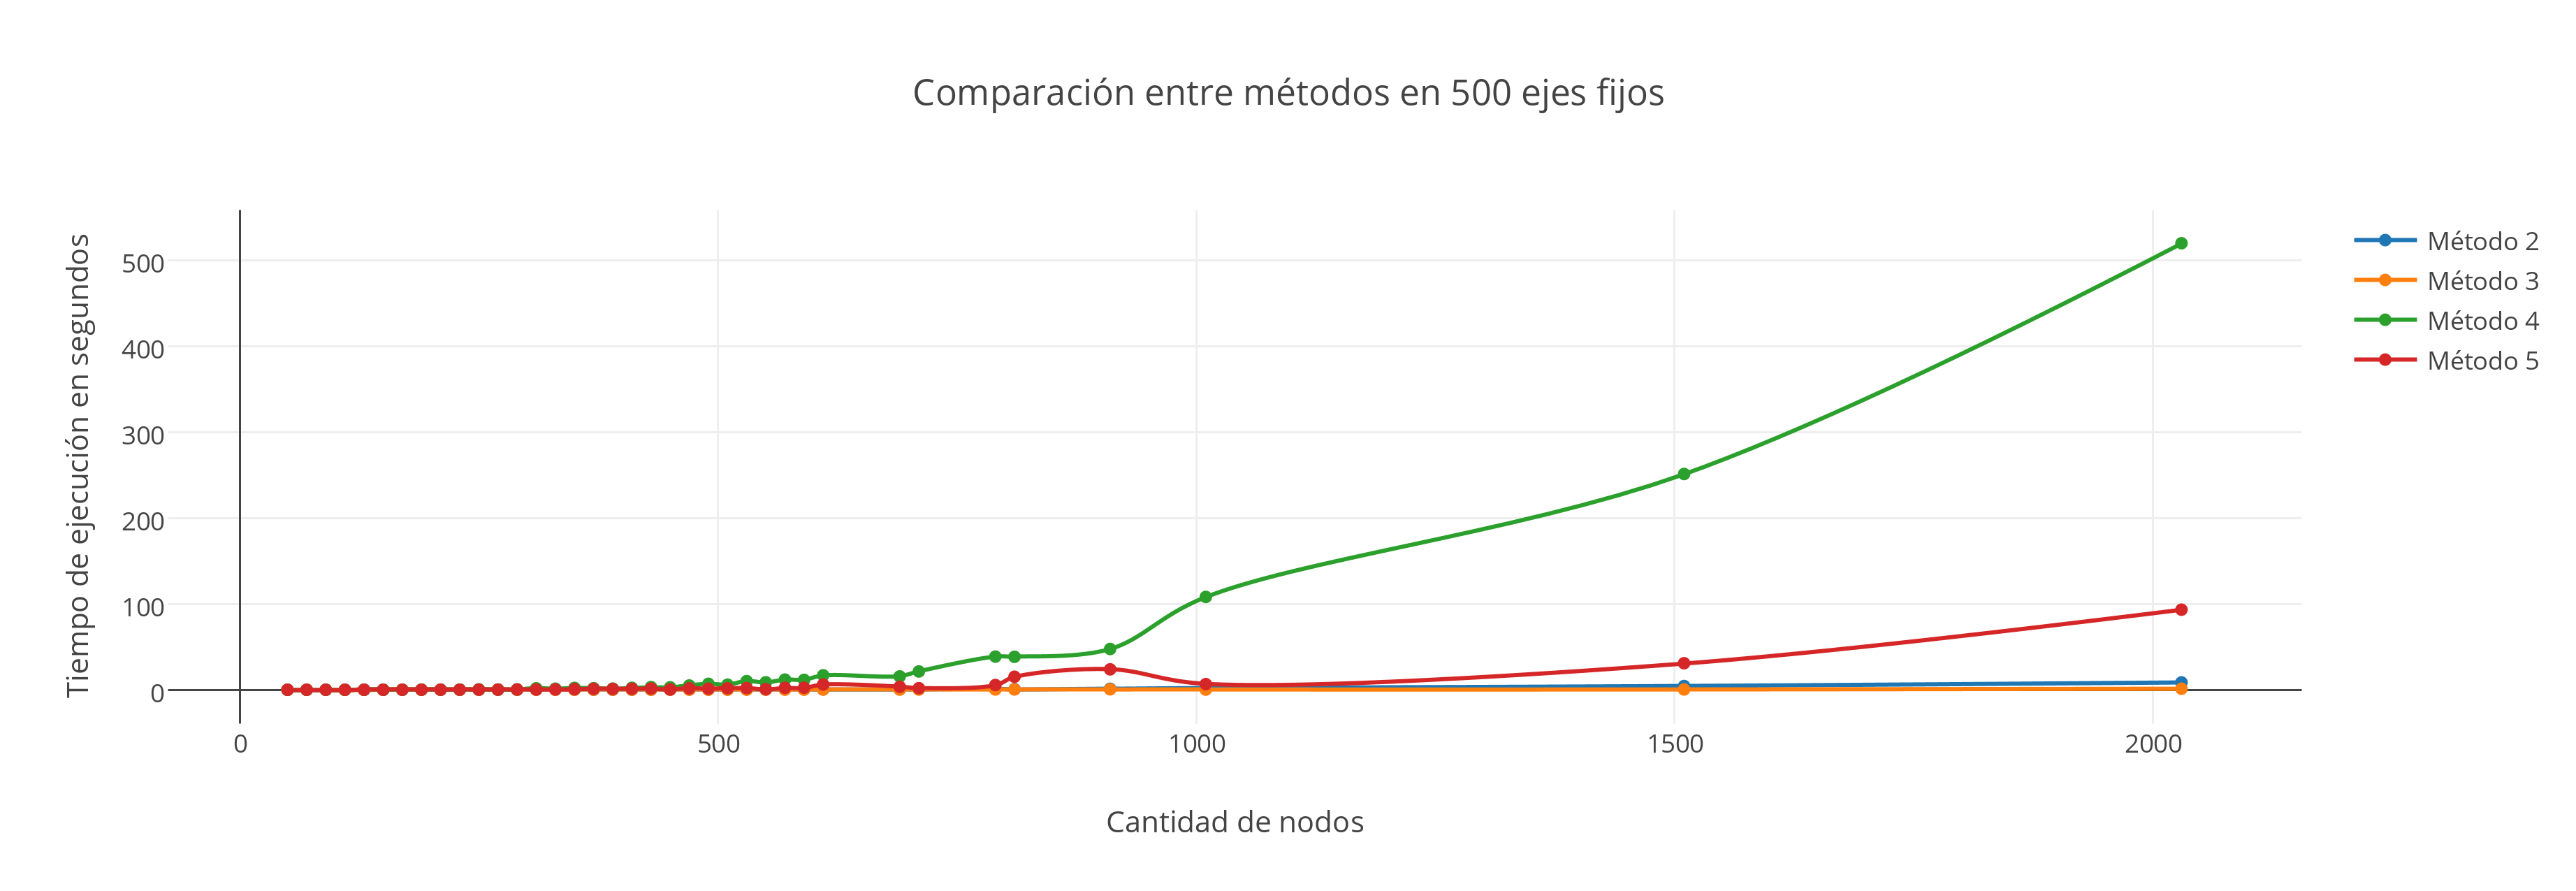 Comparación entre métodos en 500 ejes fijos
Tiempo de ejecución en segundos
500
400
300
200
100
0
0
500
1000
1500
2000
Cantidad de nodos
Método 2
Método 3
Método 4
Método 5